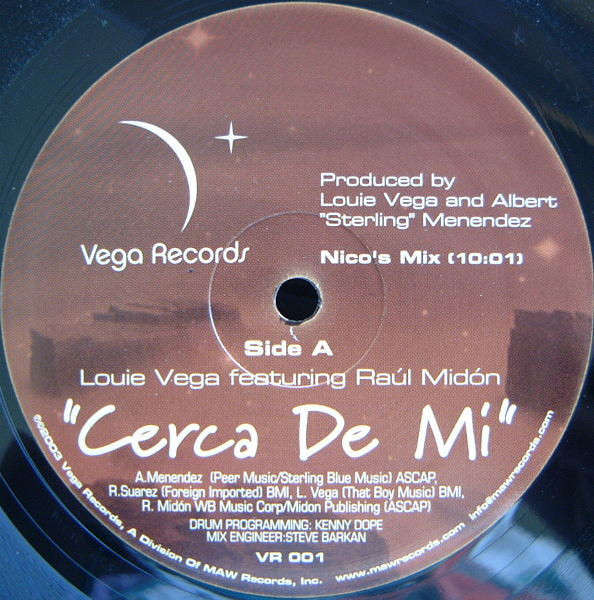 Vega Records
Produced by
Louie Vega and Albert
"Sterling" Menendez
Nico's Mix (10:01)
Side A
Louie Vega featuring Raúl Midón
"Cerca De Mi"
A.Menendez (Peer Music/Sterling Blue Music) ASCAP,
R.Suarez (Foreign Imported) BMI, L. Vega (That Boy Music) BMI,
R. Midón WB Music Corp/Midon Publishing (ASCAP)
DRUM PROGRAMMING: KENNY DOPE
MIX ENGINEER:STEVE BARKAN
VR 001
℗©2003 Vega Records, A Division Of MAW Records, Inc. www.mawrecords.com info@mawrecords.com